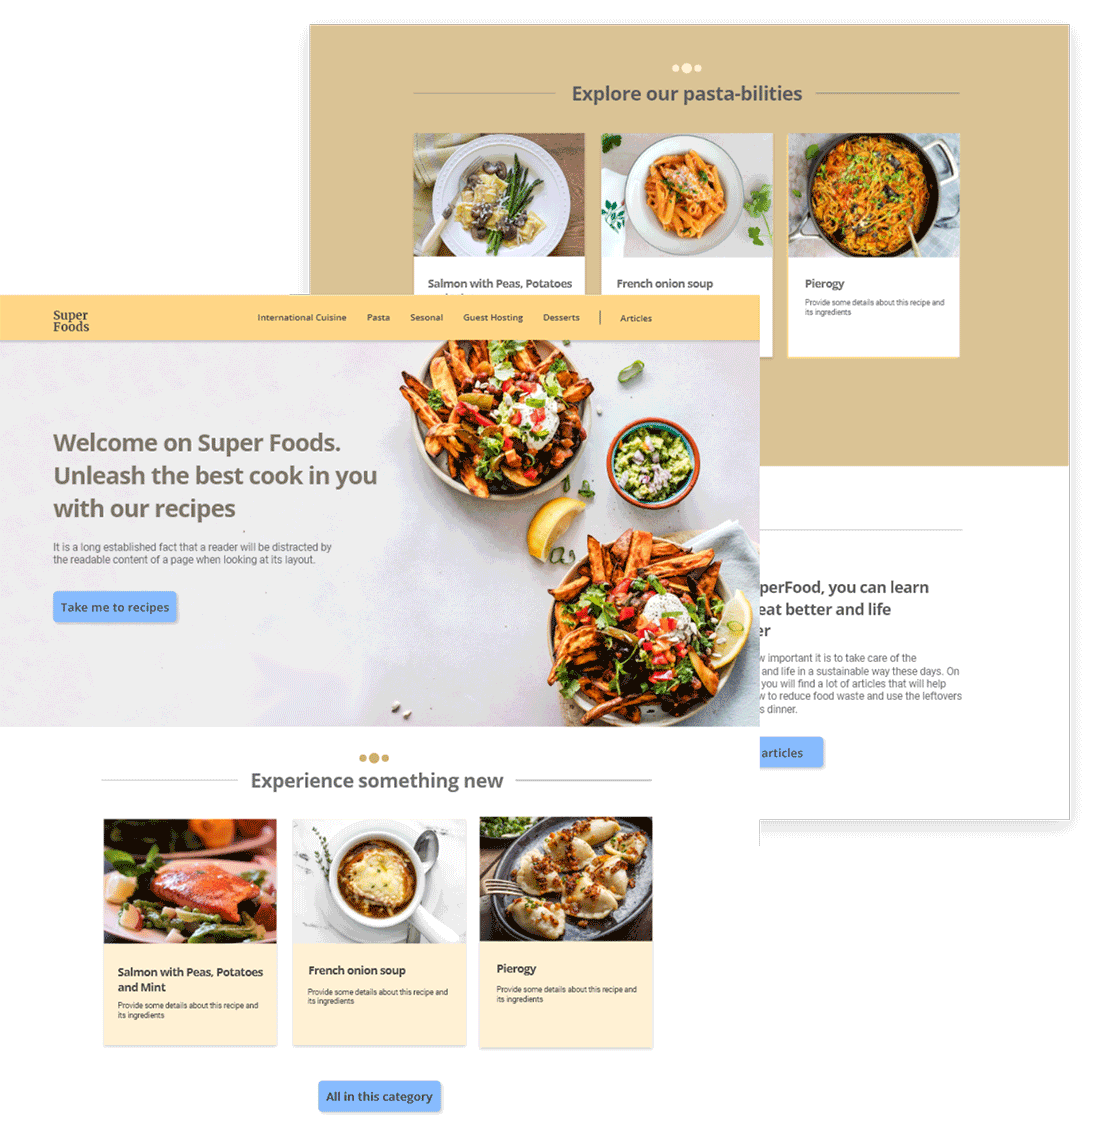 Explore our pasta-bilities
Salmon with Peas, Potatoes
French onion soup
Pierogy
Provide some details about this recipe and
its ingredients
Super
Foods
International Cuisine
Pasta
Sesonal
Guest Hosting
Desserts
Articles
Welcome on Super Foods.
Unleash the best cook in you
with our recipes
It is a long established fact that a reader will be distracted by
the readable content of a page when looking at its layout.
Take me to recipes
perFood, you can learn
eat better and life
er
w important it is to take care of the
and life in a sustainable way these days. On
you will find a lot of articles that will help
w to reduce food waste and use the leftovers
s dinner.
articles
Experience something new
Salmon with Peas, Potatoes
and Mint
Provide some details about this recipe and
its ingredients
French onion soup
Provide some details about this recipe and
its ingredients
Pierogy
Provide some details about this recipe and
its ingredients
All in this category